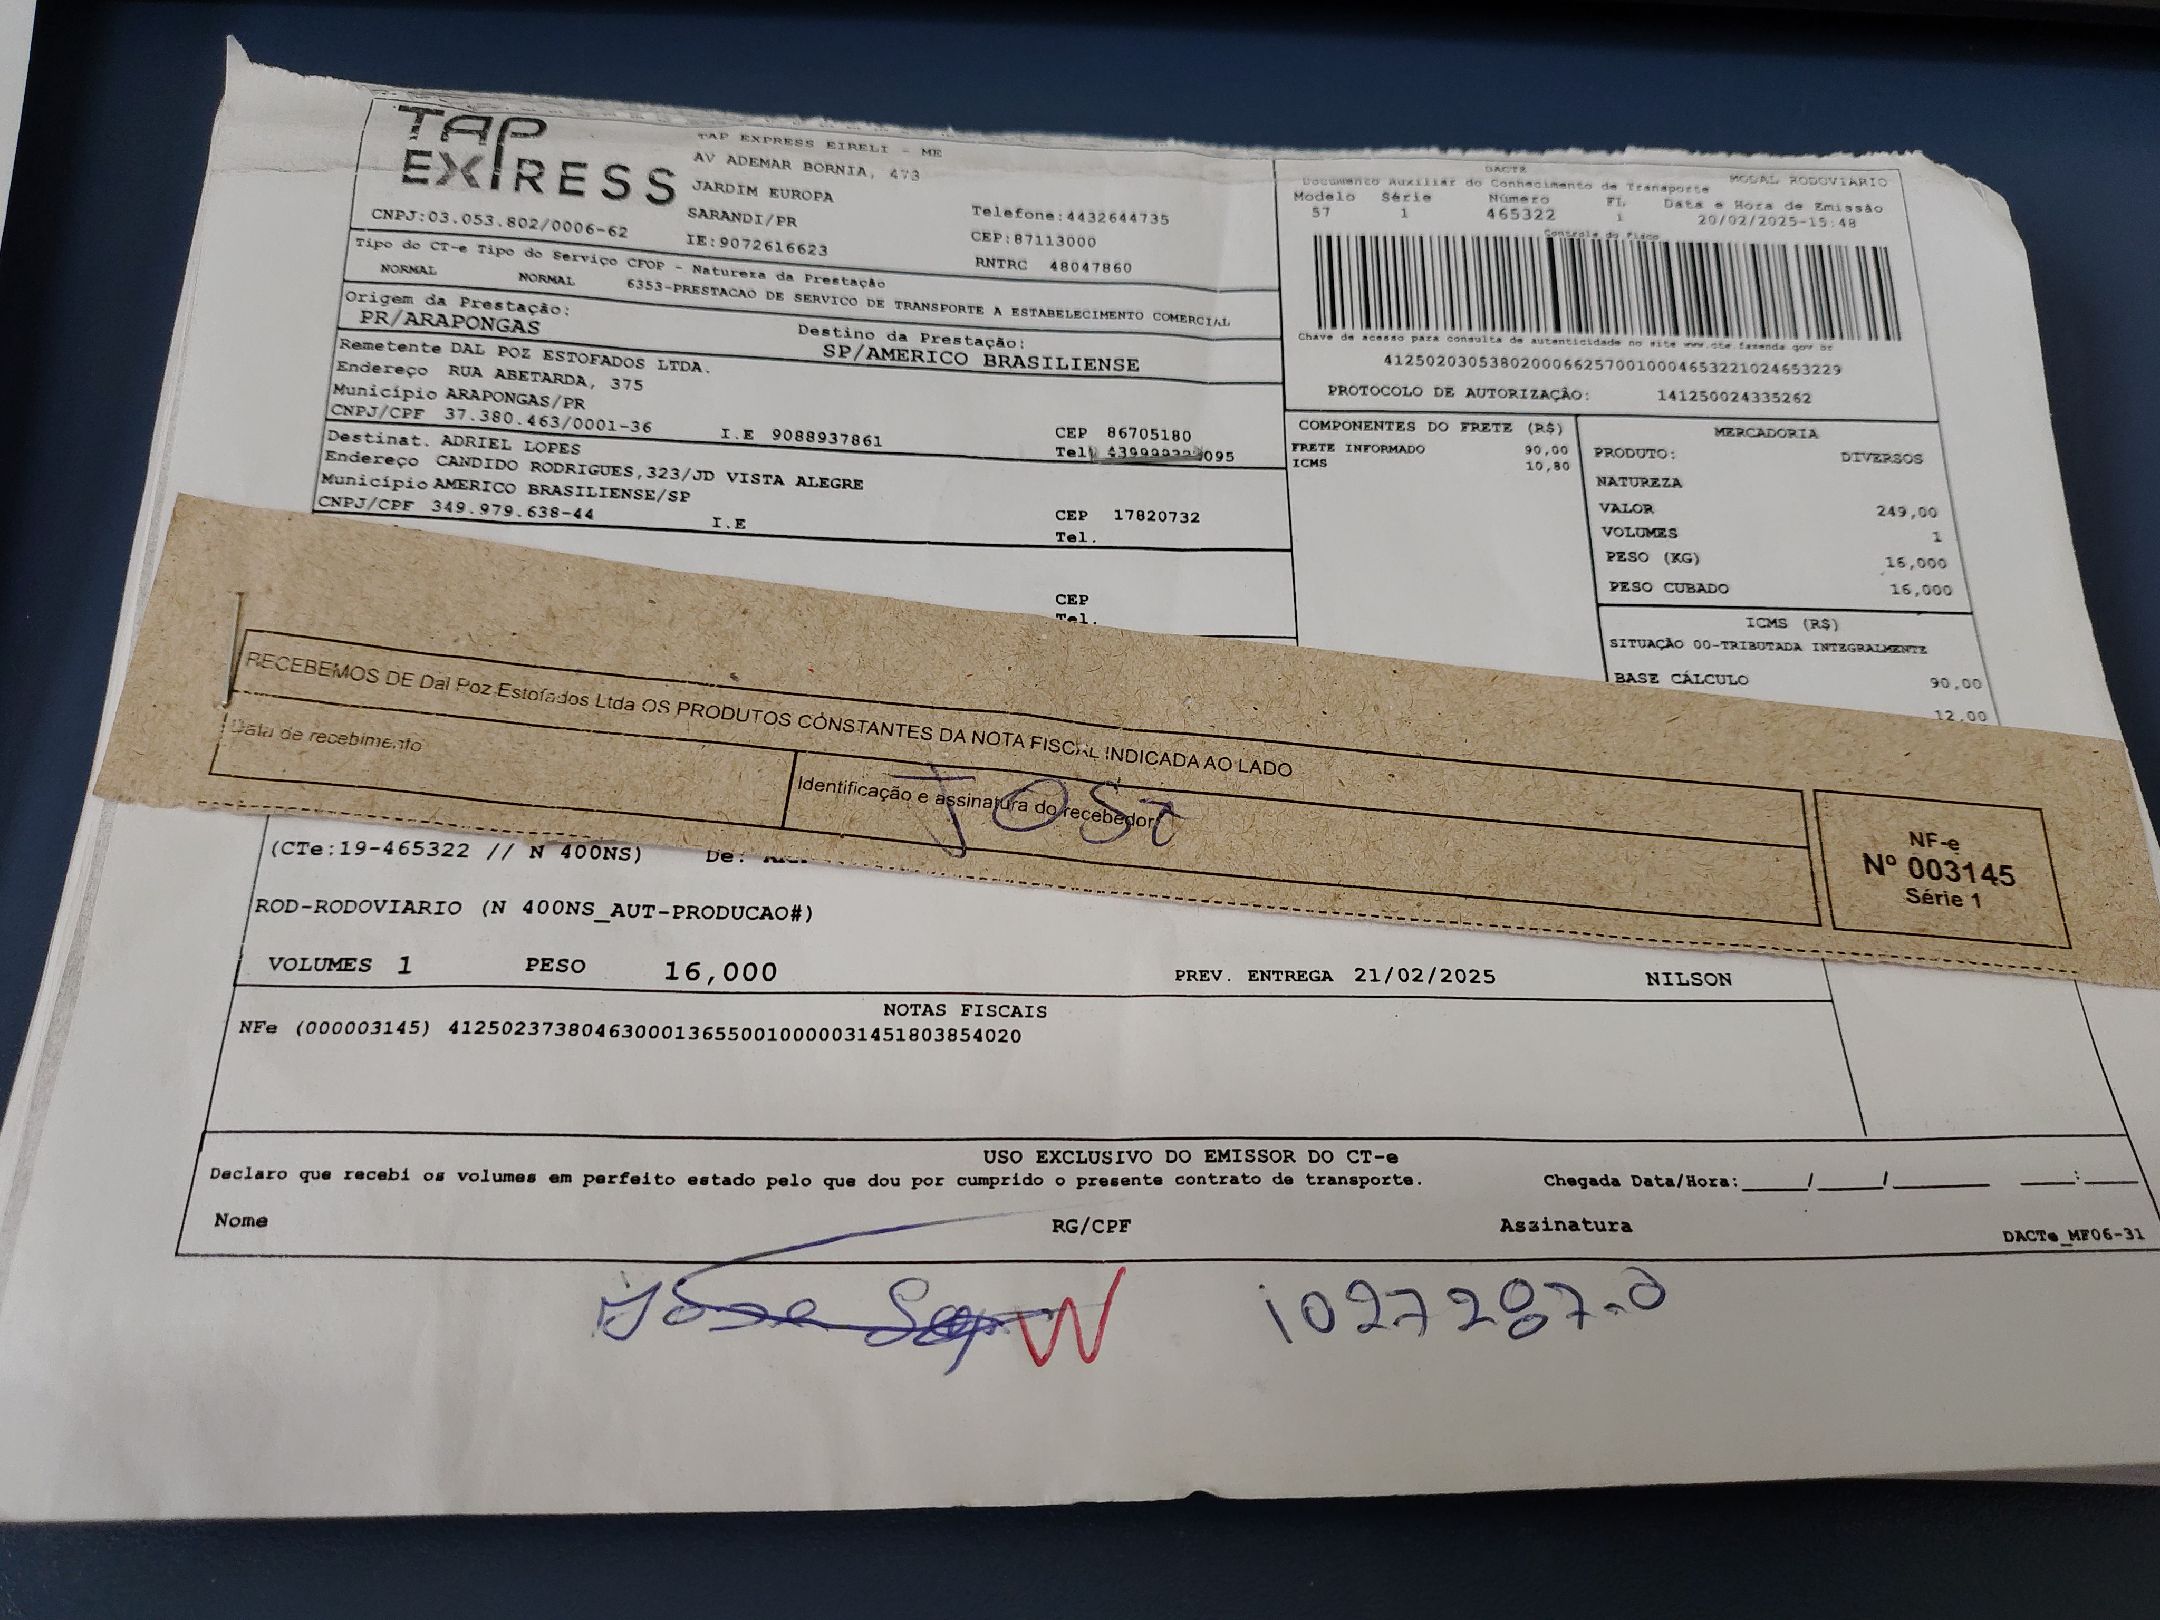 TAP EXPRESS
TAP EXPRESS EIRELI - ME
AV ADEMAR BORNIA, 473
JARDIM EUROPA
SARANDI/PR
IE:9072616623
CNPJ:03.053.802/0006-62
Telefone:4432644735
CEP:87113000
RNTRC 48047860
DACTE
Documento Auxiliar do Conhecimento de Transporte
MODAL RODOVIARIO
Modelo Série Número FL Data e Hora de Emissão
57 1 465322 1 20/02/2025-15:48
Controle do Fisco
Chave de acesso para consulta de autenticidade no site www.cte.fazenda.gov.br
41250203053802000662570010004653221024653229
PROTOCOLO DE AUTORIZAÇÃO: 141250024335262
Tipo do CT-e Tipo do Serviço CFOP - Natureza da Prestação
NORMAL NORMAL 6353-PRESTACAO DE SERVICO DE TRANSPORTE A ESTABELECIMENTO COMERCIAL
Origem da Prestação:
PR/ARAPONGAS
Destino da Prestação:
SP/AMERICO BRASILIENSE
Remetente DAL POZ ESTOFADOS LTDA.
Endereço RUA ABETARDA, 375
Município ARAPONGAS/PR
CNPJ/CPF 37.380.463/0001-36 I.E 9088937861
CEP 86705180
Tel.
Destinat. ADRIEL LOPES
Endereço CANDIDO RODRIGUES,323/JD VISTA ALEGRE
Município AMERICO BRASILIENSE/SP
CNPJ/CPF 349.979.638-44 I.E
CEP 17820732
Tel.
CEP
Tel.
COMPONENTES DO FRETE (R$)
FRETE INFORMADO 90,00
ICMS 10,80
MERCADORIA
PRODUTO: DIVERSOS
NATUREZA
VALOR 249,00
VOLUMES 1
PESO (KG) 16,000
PESO CUBADO 16,000
ICMS (R$)
SITUAÇÃO 00-TRIBUTADA INTEGRALMENTE
BASE CÁLCULO 90,00
12,00
RECEBEMOS DE Dal Poz Estofados Ltda OS PRODUTOS CONSTANTES DA NOTA FISCAL INDICADA AO LADO
Data de recebimento
Identificação e assinatura do recebedor
NF-e
Nº 003145
Série 1
(CTe:19-465322 // N 400NS) De:
ROD-RODOVIARIO (N 400NS_AUT-PRODUCAO#)
VOLUMES 1 PESO 16,000 PREV. ENTREGA 21/02/2025 NILSON
NOTAS FISCAIS
NFe (000003145) 41250237380463000136550010000031451803854020
USO EXCLUSIVO DO EMISSOR DO CT-e
Declaro que recebi os volumes em perfeito estado pelo que dou por cumprido o presente contrato de transporte. Chegada Data/Hora:____/____/______ ___:___
Nome RG/CPF Assinatura
DACTe_MF06-31
1027287-0